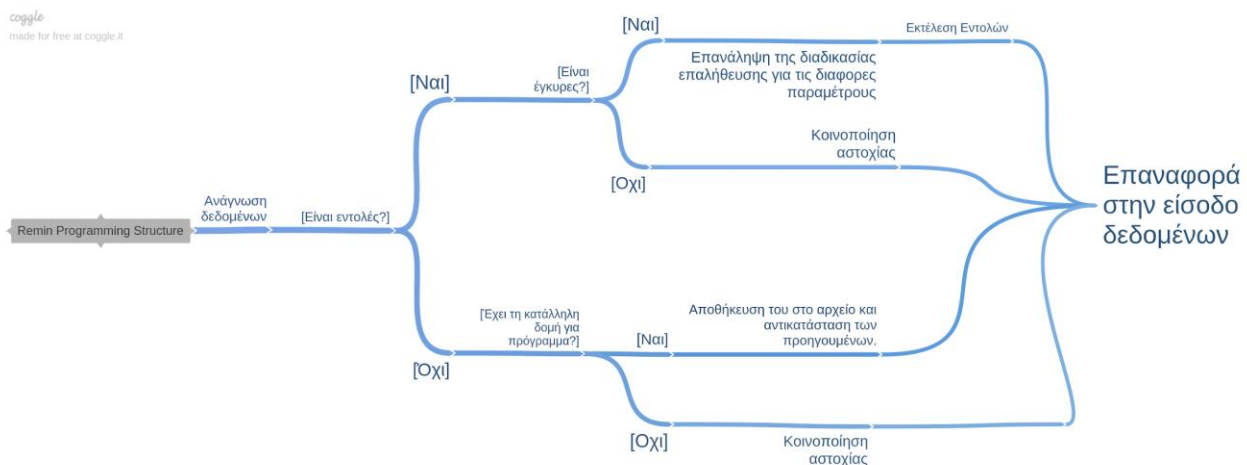 coggle
made for free at coggle.it
Remin Programming Structure
Ανάγνωση
δεδομένων
[Είναι εντολές?]
[Ναι]
[Είναι
έγκυρες?]
[Ναι]
Επανάληψη της διαδικασίας
επαλήθευσης για τις διαφορες
παραμέτρους
Εκτέλεση Εντολών
[Οχι]
Κοινοποίηση
αστοχίας
[Όχι]
[Έχει τη κατάλληλη
δομή για
πρόγραμμα?]
[Ναι]
Αποθήκευση του στο αρχείο και
αντικατάσταση των
προηγουμένων.
[Οχι]
Κοινοποίηση
αστοχίας
Επαναφορά
στην είσοδο
δεδομένων